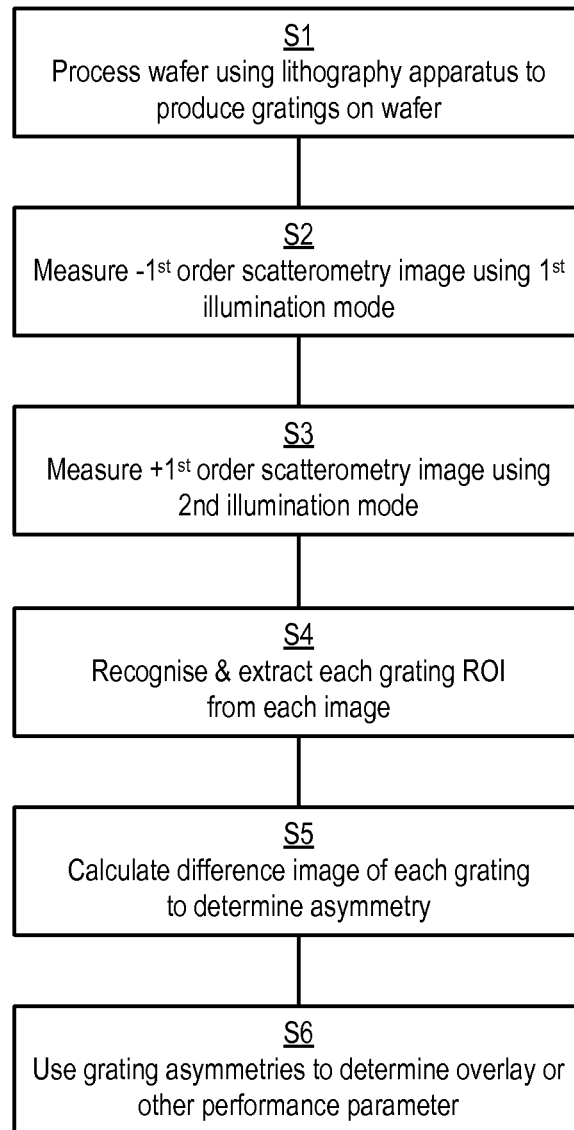 S1
Process wafer using lithography apparatus to
produce gratings on wafer
S2
Measure -1st order scatterometry image using 1st
illumination mode
S3
Measure +1st order scatterometry image using
2nd illumination mode
S4
Recognise & extract each grating ROI
from each image
S5
Calculate difference image of each grating
to determine asymmetry
S6
Use grating asymmetries to determine overlay or
other performance parameter